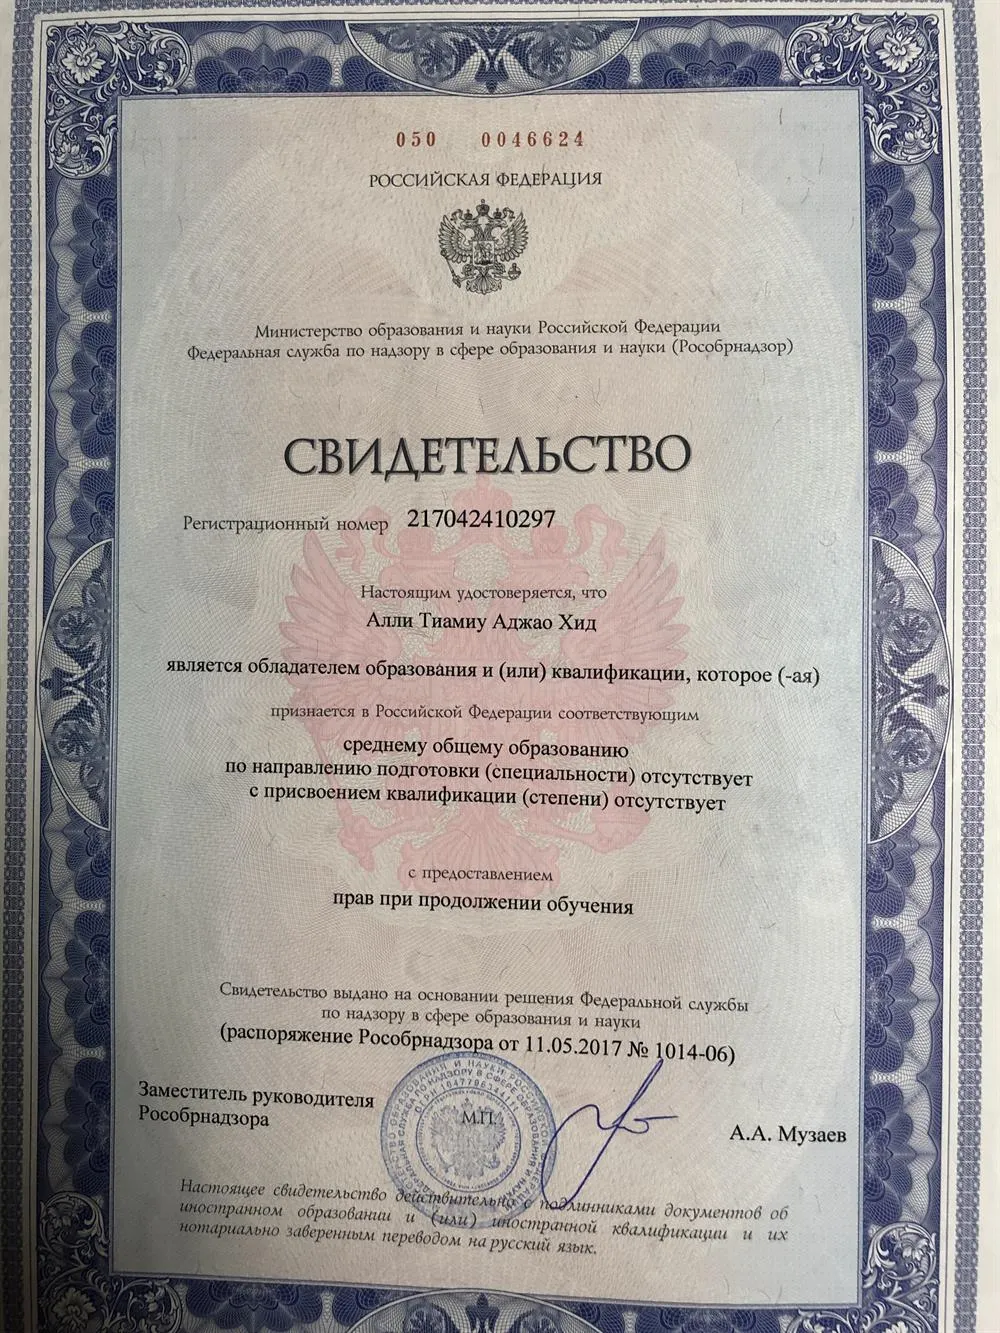 050 0046624
РОССИЙСКАЯ ФЕДЕРАЦИЯ
Министерство образования и науки Российской Федерации
Федеральная служба по надзору в сфере образования и науки (Рособрнадзор)
СВИДЕТЕЛЬСТВО
Регистрационный номер 217042410297
Настоящим удостоверяется, что
Алли Тиамиу Аджао Хид
является обладателем образования и (или) квалификации, которое (-ая)
признается в Российской Федерации соответствующим
среднему общему образованию
по направлению подготовки (специальности) отсутствует
с присвоением квалификации (степени) отсутствует
с предоставлением
прав при продолжении обучения
Свидетельство выдано на основании решения Федеральной службы
по надзору в сфере образования и науки
(распоряжение Рособрнадзора от 11.05.2017 № 1014-06)
Заместитель руководителя
Рособрнадзора
М.П.
А.А. Музаев
Настоящее свидетельство действительно с подлинниками документов об
иностранном образовании и (или) иностранной квалификации и их
нотариально заверенным переводом на русский язык.